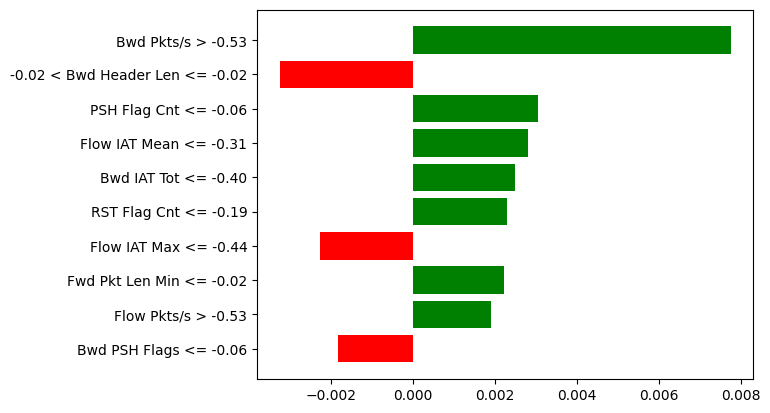 Bwd Pkts/s > -0.53
-0.02 < Bwd Header Len <= -0.02
PSH Flag Cnt <= -0.06
Flow IAT Mean <= -0.31
Bwd IAT Tot <= -0.40
RST Flag Cnt <= -0.19
Flow IAT Max <= -0.44
Fwd Pkt Len Min <= -0.02
Flow Pkts/s > -0.53
Bwd PSH Flags <= -0.06
−0.002 0.000 0.002 0.004 0.006 0.008